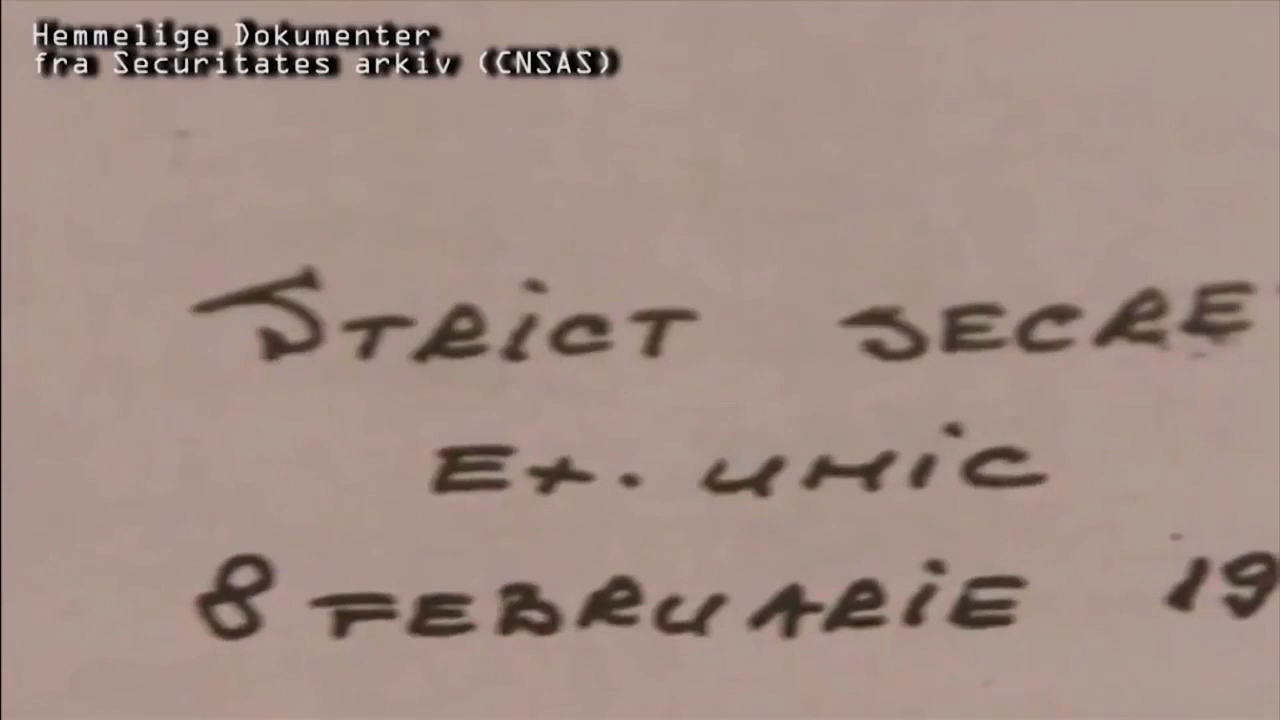 Hemmelige Dokumenter
fra Securitates arkiv (CNSAS)
STRiCT SECRE
Ex. UNiC
8 FEBRUARiE 19